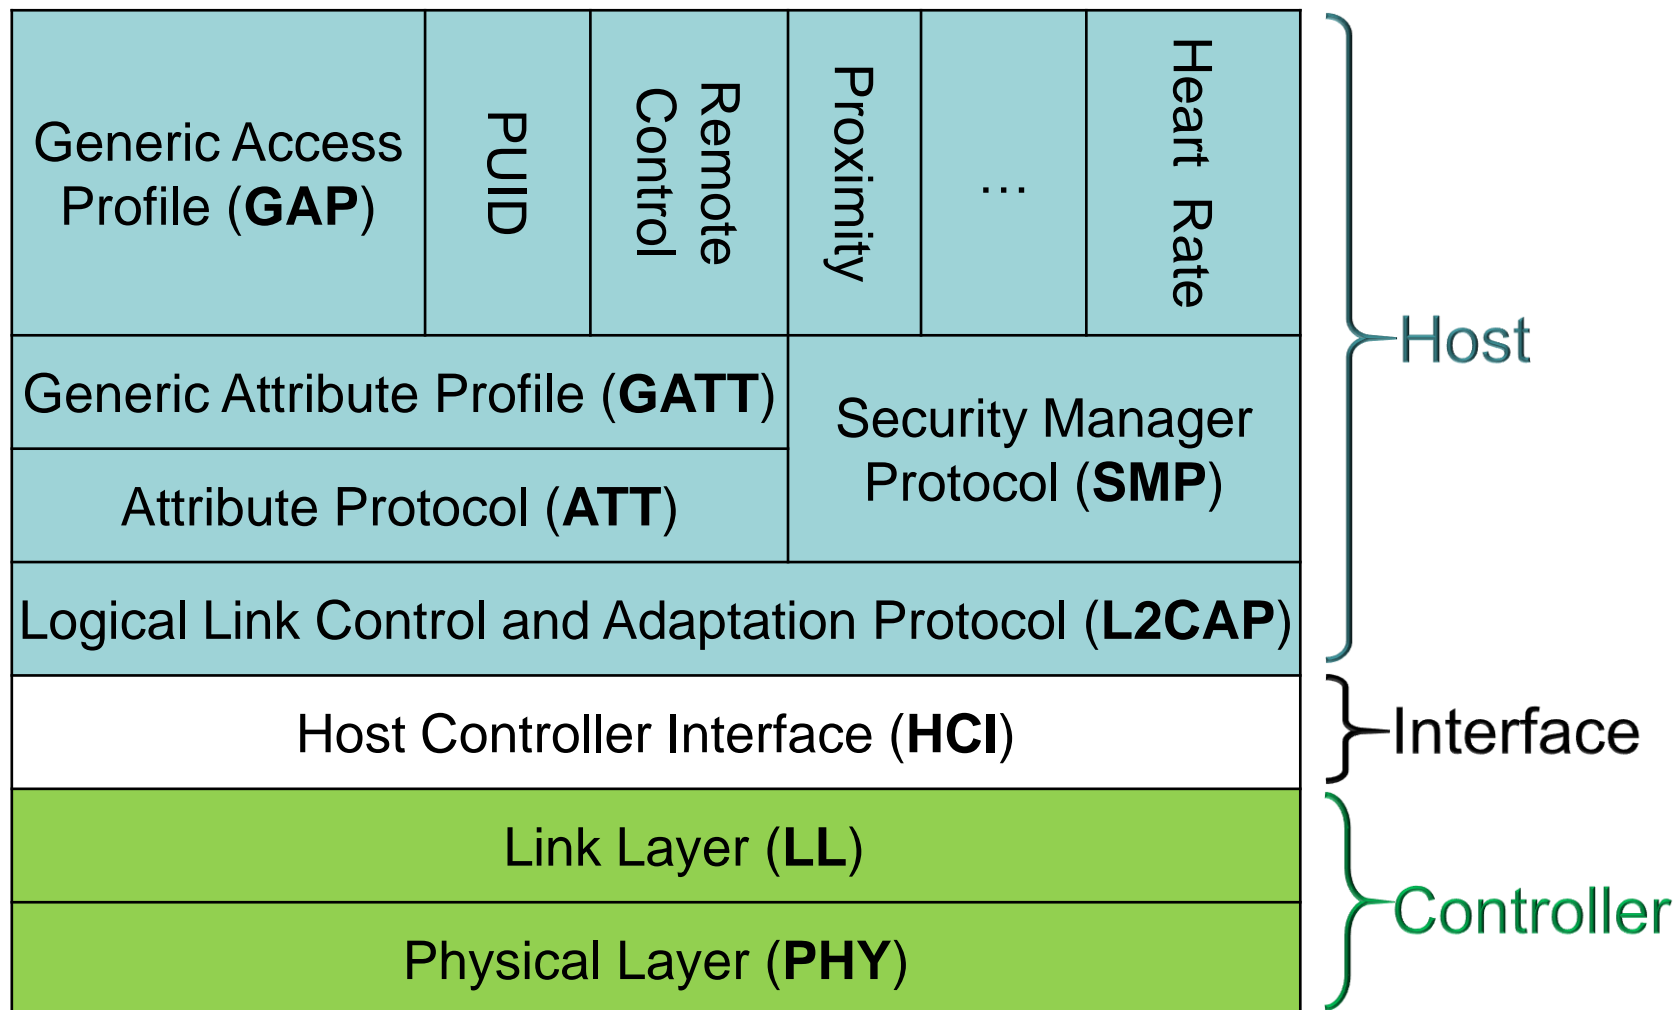 Generic Access
Profile (GAP)
PUID
Remote
Control
Proximity
...
Heart Rate
Host
Generic Attribute Profile (GATT)
Security Manager
Protocol (SMP)
Attribute Protocol (ATT)
Logical Link Control and Adaptation Protocol (L2CAP)
Host Controller Interface (HCI)
Interface
Link Layer (LL)
Controller
Physical Layer (PHY)